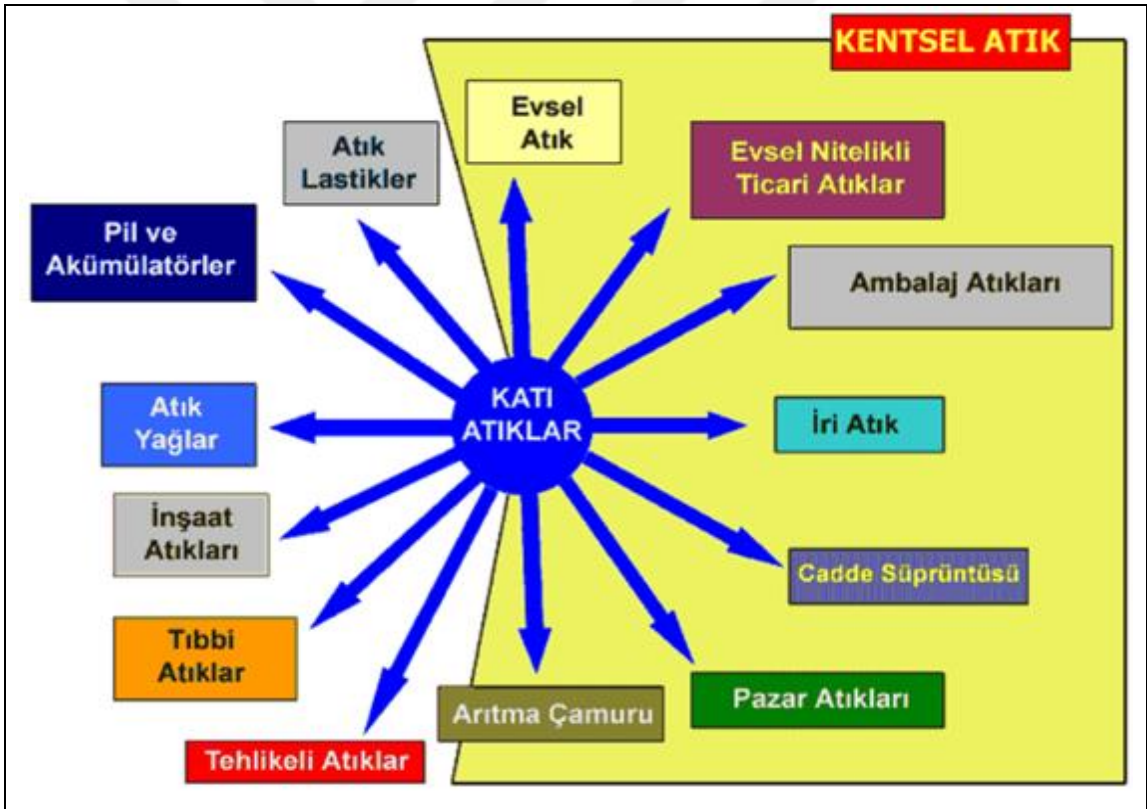 KENTSEL ATIK
Evsel
Atık
Evsel Nitelikli
Ticari Atıklar
Atık
Lastikler
Pil ve
Akümülatörler
Ambalaj Atıkları
KATI
ATIKLAR
Atık
Yağlar
İri Atık
İnşaat
Atıkları
Cadde Süprüntüsü
Tıbbi
Atıklar
Arıtma Çamuru
Pazar Atıkları
Tehlikeli Atıklar